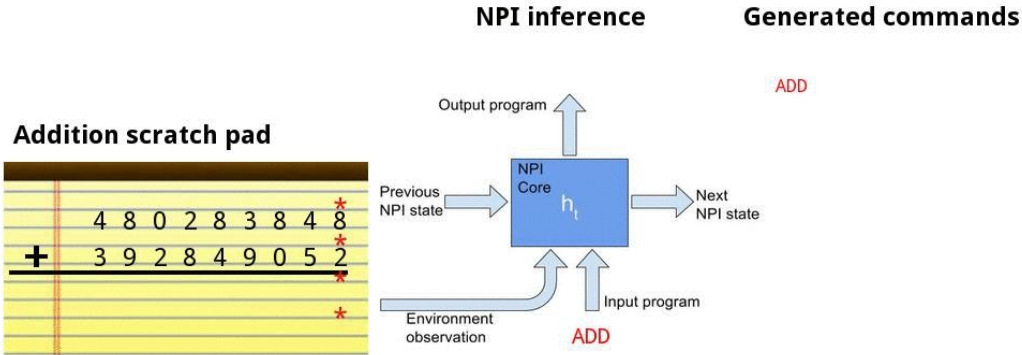 NPI inference
Generated commands
ADD
Output program
Addition scratch pad
NPI
Core
h_t
Previous
NPI state
Next
NPI state
*
4 8 0 2 8 3 8 4 8
*
+ 3 9 2 8 4 9 0 5 2
*
*
Input program
Environment
observation
ADD